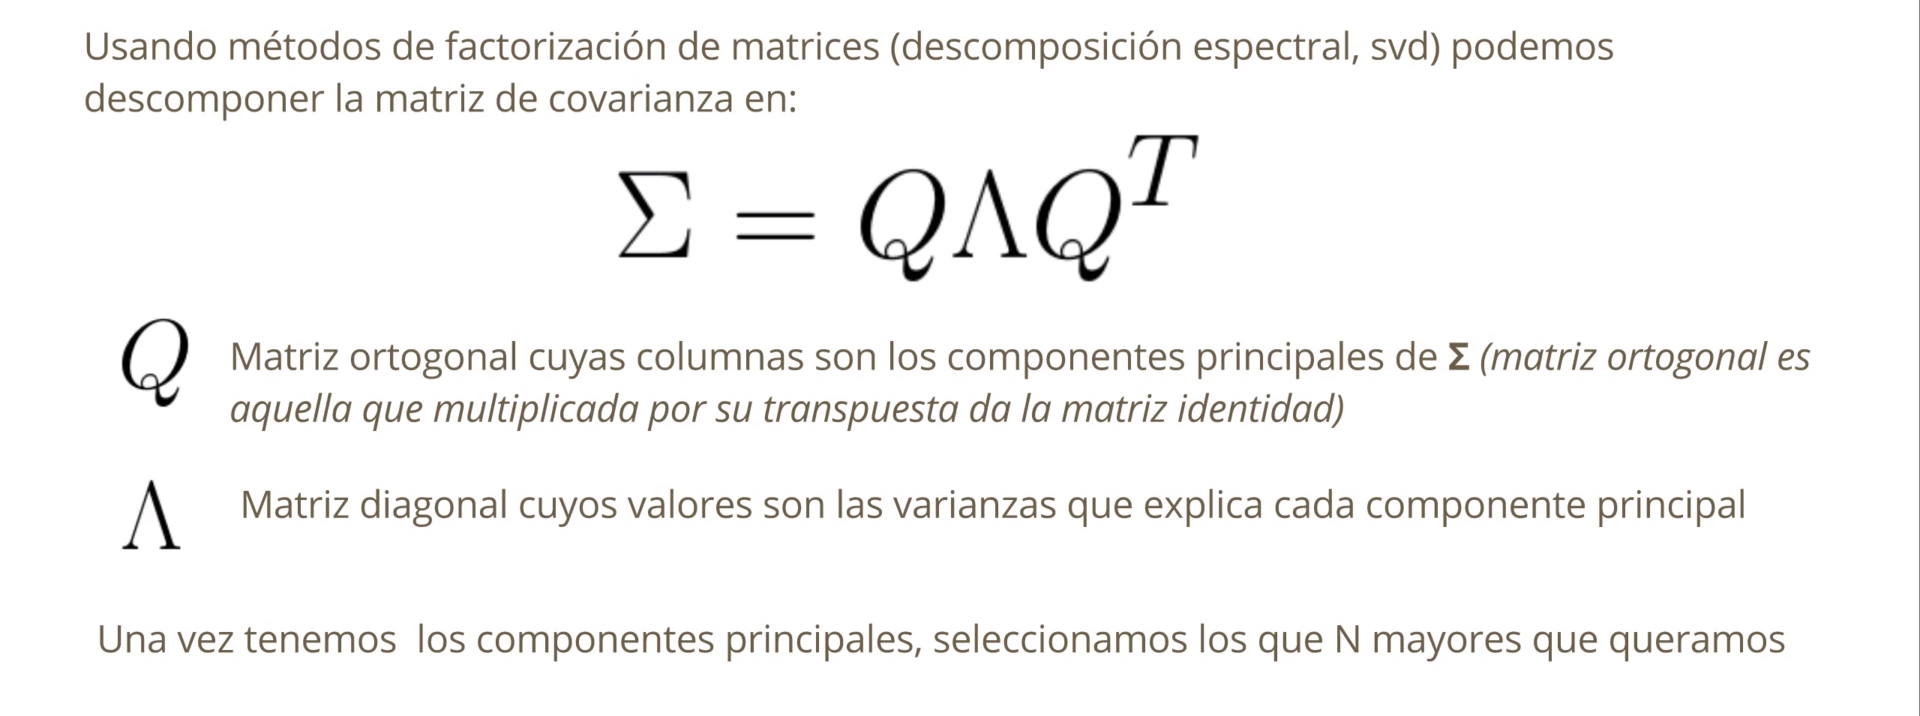 Usando métodos de factorización de matrices (descomposición espectral, svd) podemos
descomponer la matriz de covarianza en:
Σ = QΛQ^T
Q Matriz ortogonal cuyas columnas son los componentes principales de Σ (matriz ortogonal es
aquella que multiplicada por su transpuesta da la matriz identidad)
Λ Matriz diagonal cuyos valores son las varianzas que explica cada componente principal
Una vez tenemos los componentes principales, seleccionamos los que N mayores que queramos